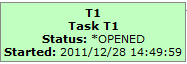 T1
Task T1
Status: *OPENED
Started: 2011/12/28 14:49:59